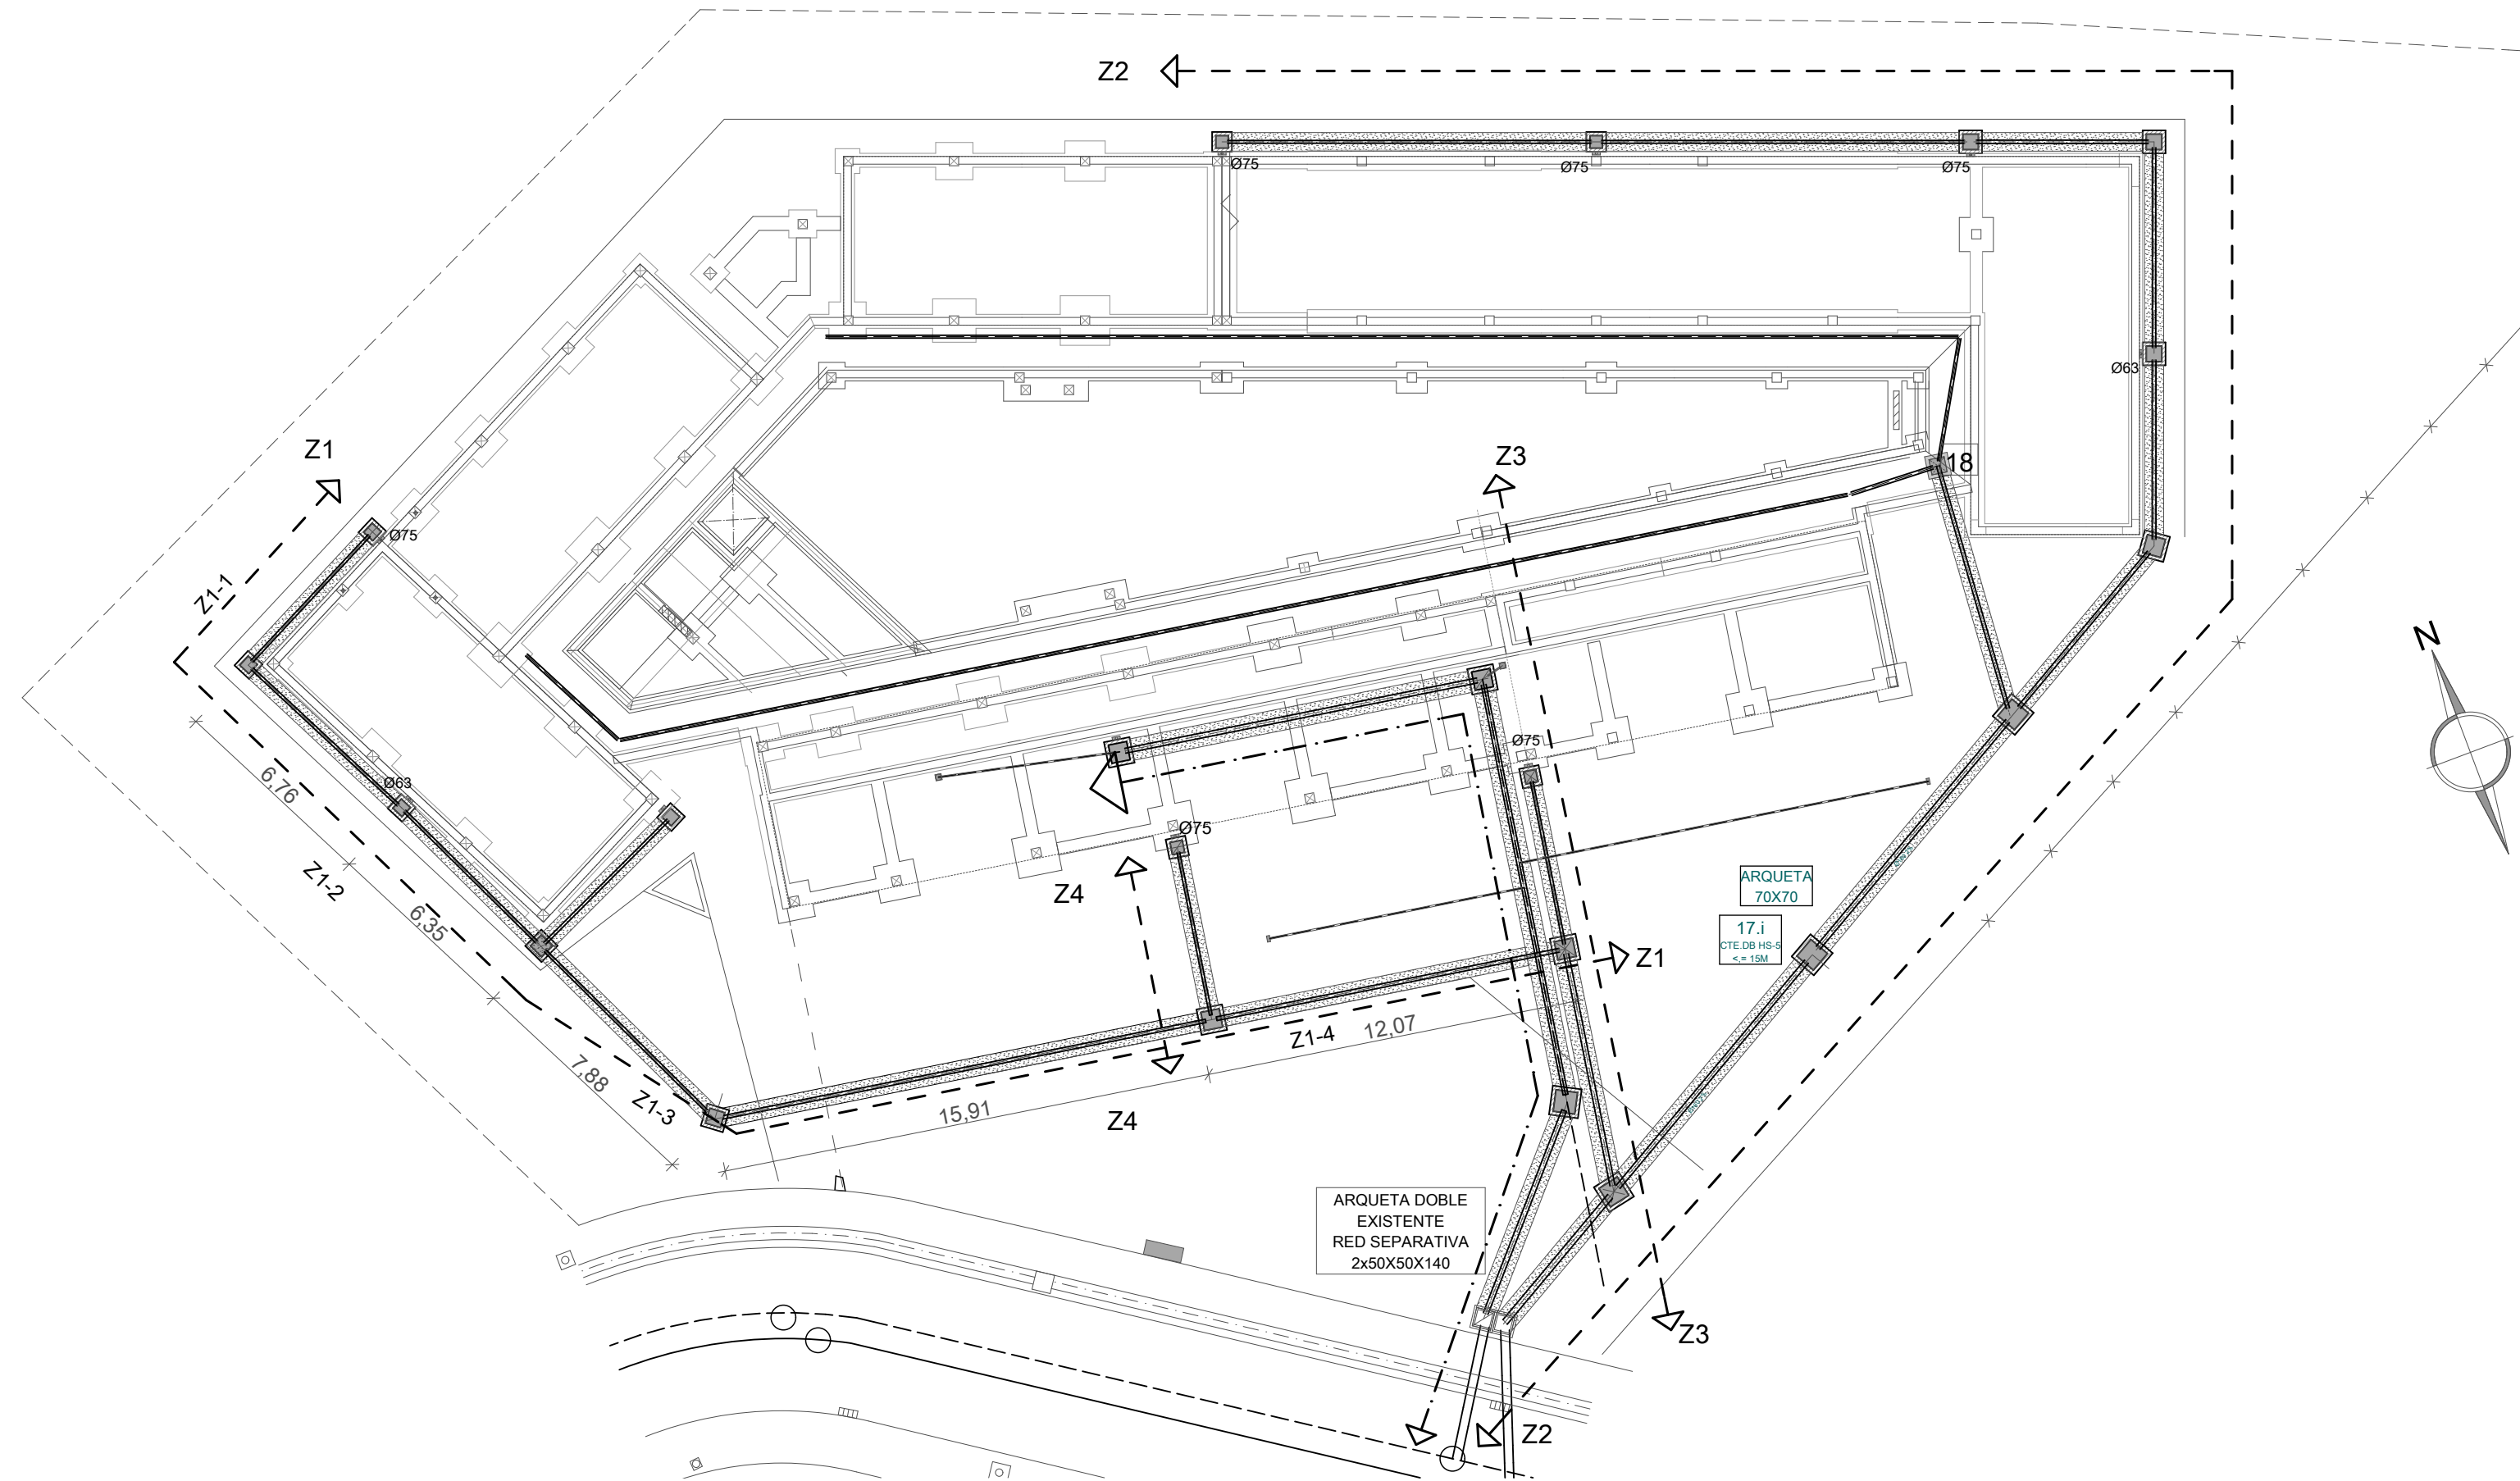 Z2
Ø75
Ø75
Ø75
Ø63
Z1
Z3
18
Ø75
Z1-1
N
Ø75
6,76
Ø63
Z1-2
Ø75
Z4
ARQUETA
70X70
6,35
17.i
CTE.DB HS-5
<,= 15M
Z1
Z1-4
12,07
7,88
Z1-3
15,91
Z4
ARQUETA DOBLE
EXISTENTE
RED SEPARATIVA
2x50X50X140
Z3
Z2